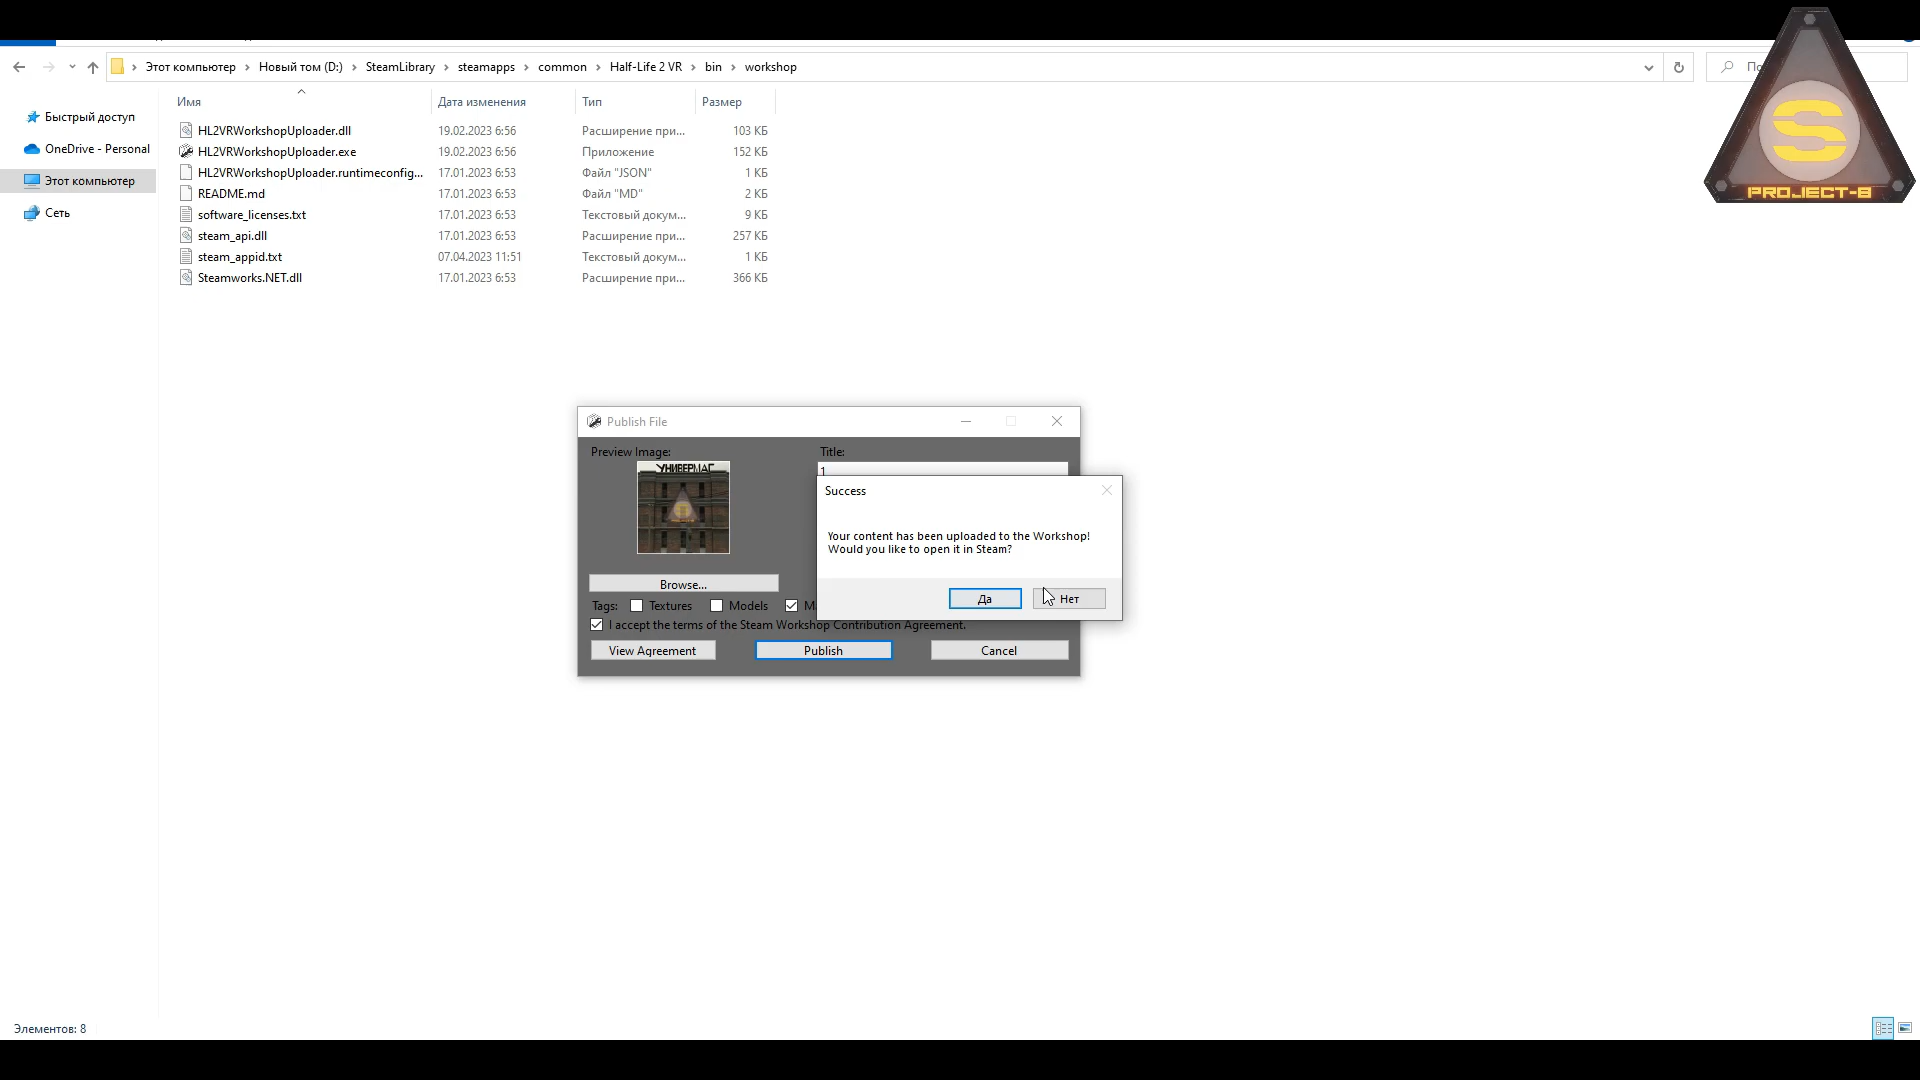 Этот компьютер › Новый том (D:) › SteamLibrary › steamapps › common › Half-Life 2 VR › bin › workshop
S
PROJECT-8
Имя Дата изменения Тип Размер
Быстрый доступ
OneDrive - Personal
Этот компьютер
Сеть
HL2VRWorkshopUploader.dll 19.02.2023 6:56 Расширение при... 103 КБ
HL2VRWorkshopUploader.exe 19.02.2023 6:56 Приложение 152 КБ
HL2VRWorkshopUploader.runtimeconfig... 17.01.2023 6:53 Файл "JSON" 1 КБ
README.md 17.01.2023 6:53 Файл "MD" 2 КБ
software_licenses.txt 17.01.2023 6:53 Текстовый докум... 9 КБ
steam_api.dll 17.01.2023 6:53 Расширение при... 257 КБ
steam_appid.txt 07.04.2023 11:51 Текстовый докум... 1 КБ
Steamworks.NET.dll 17.01.2023 6:53 Расширение при... 366 КБ
Publish File
Preview Image: Title:
УНИВЕРМАГ
1
Success
Your content has been uploaded to the Workshop!
Would you like to open it in Steam?
Да Нет
Browse...
Tags: Textures Models
I accept the terms of the Steam Workshop Contribution Agreement.
View Agreement Publish Cancel
Элементов: 8